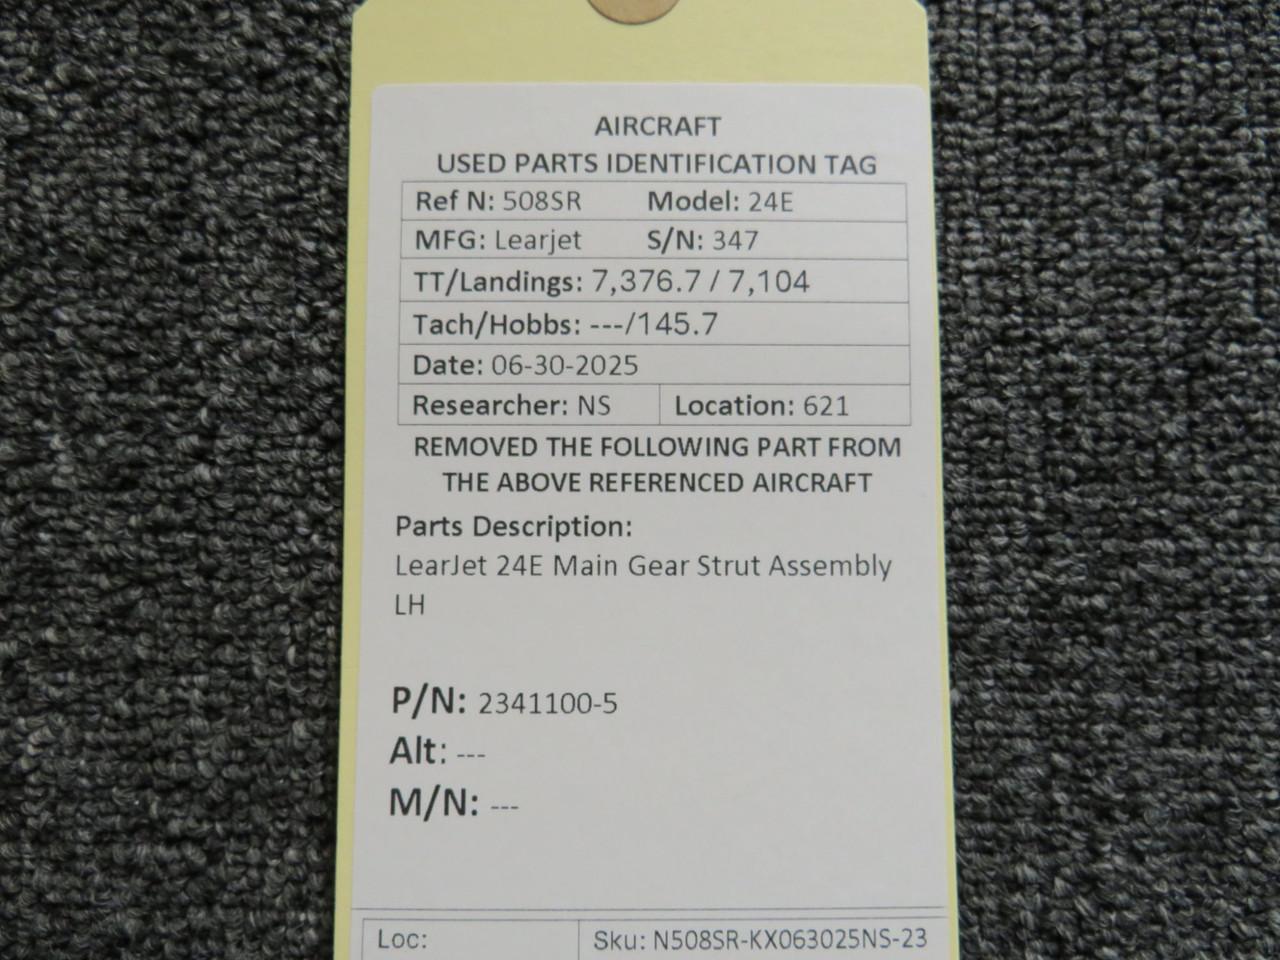 AIRCRAFT
USED PARTS IDENTIFICATION TAG
Ref N: 508SR Model: 24E
MFG: Learjet S/N: 347
TT/Landings: 7,376.7 / 7,104
Tach/Hobbs: ---/145.7
Date: 06-30-2025
Researcher: NS Location: 621
REMOVED THE FOLLOWING PART FROM
THE ABOVE REFERENCED AIRCRAFT
Parts Description:
LearJet 24E Main Gear Strut Assembly
LH
P/N: 2341100-5
Alt: ---
M/N: ---
Loc: Sku: N508SR-KX063025NS-23